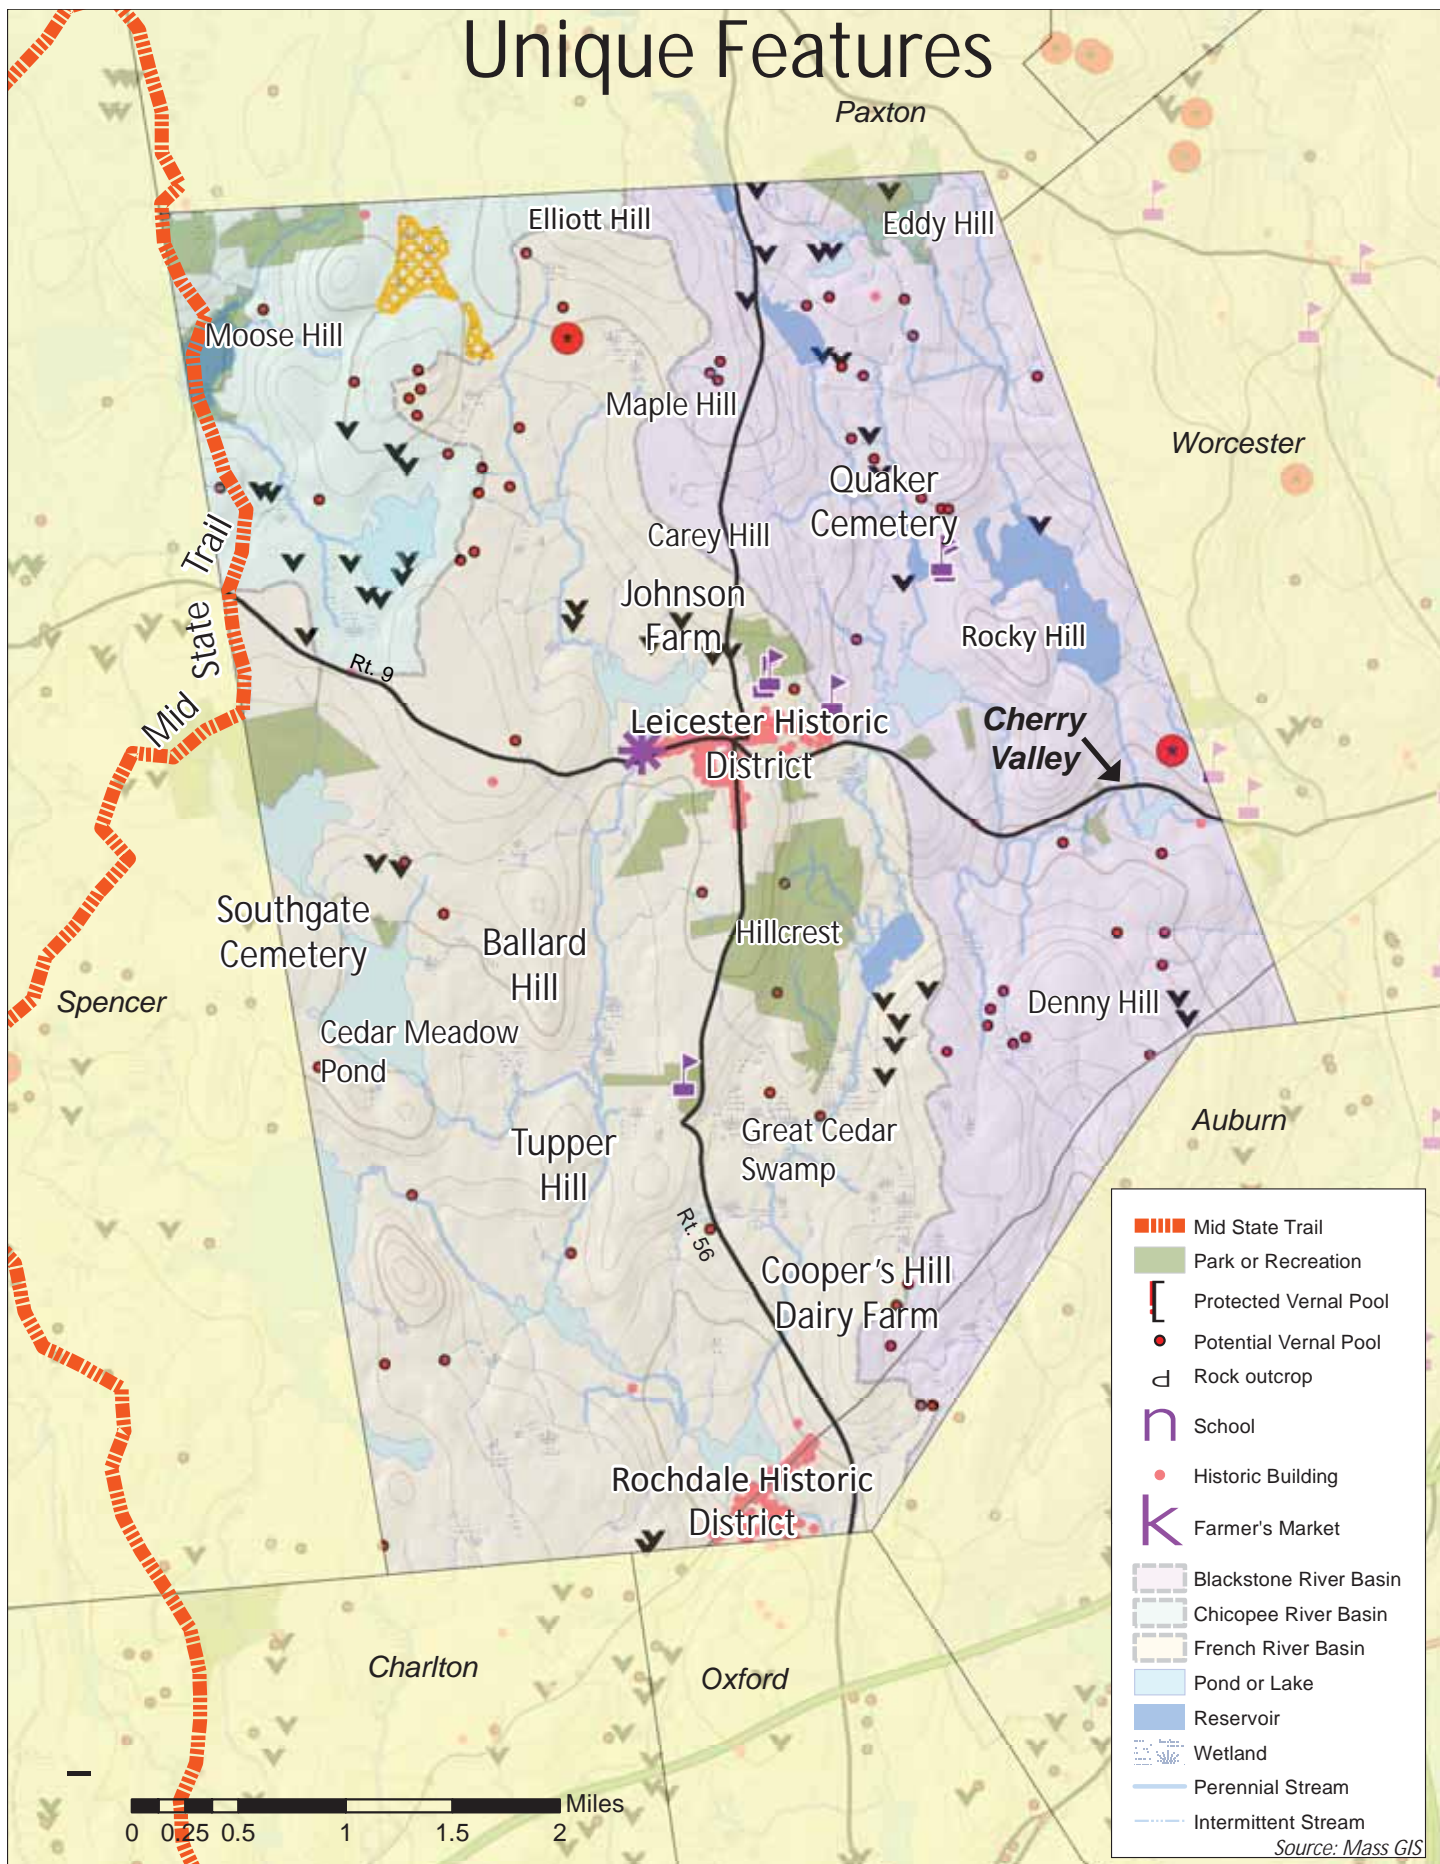 Unique Features
Paxton
Elliott Hill
Eddy Hill
Moose Hill
Maple Hill
Worcester
Quaker
Cemetery
Carey Hill
Mid State Trail
Johnson
Farm
Rocky Hill
Rt. 9
Leicester Historic
District
Cherry
Valley
Southgate
Cemetery
Ballard
Hill
Hillcrest
Spencer
Denny Hill
Cedar Meadow
Pond
Auburn
Tupper
Hill
Great Cedar
Swamp
Rt. 56
Cooper's Hill
Dairy Farm
Rochdale Historic
District
Charlton
Oxford
Mid State Trail
Park or Recreation
[ Protected Vernal Pool
Potential Vernal Pool
d Rock outcrop
n School
Historic Building
k Farmer's Market
Blackstone River Basin
Chicopee River Basin
French River Basin
Pond or Lake
Reservoir
Wetland
Perennial Stream
Intermittent Stream
Source: Mass GIS
Miles
0 0.25 0.5 1 1.5 2